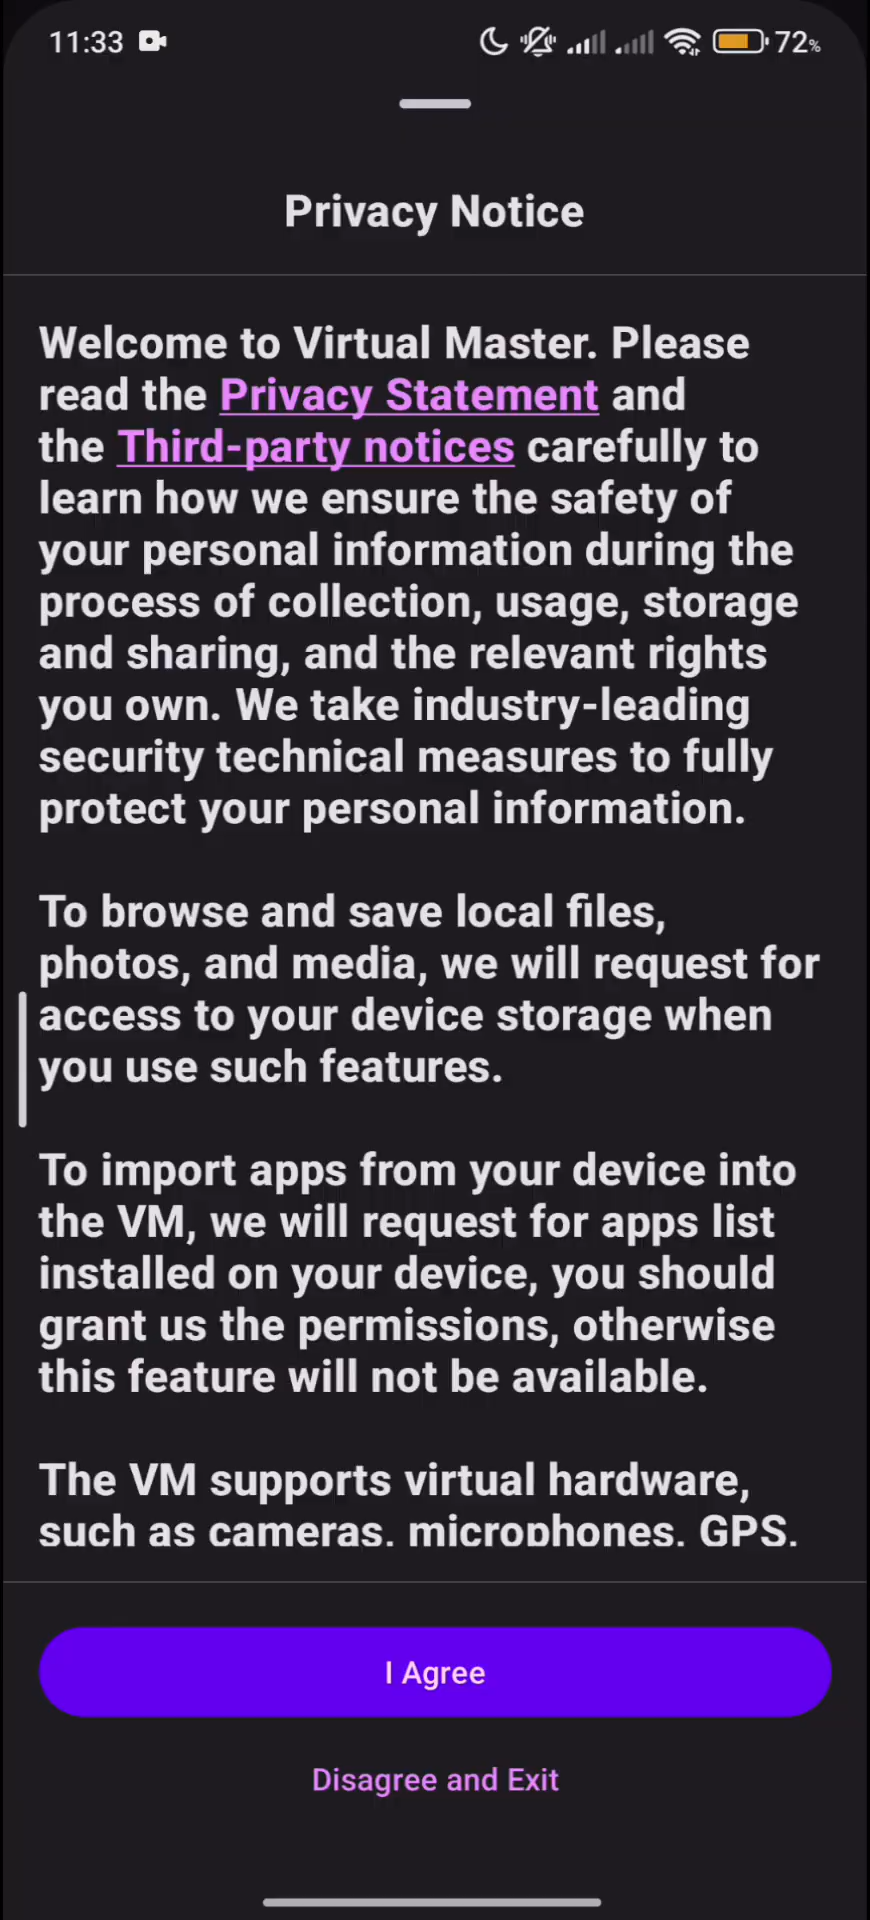 11:33 72%
Privacy Notice
Welcome to Virtual Master. Please
read the Privacy Statement and
the Third-party notices carefully to
learn how we ensure the safety of
your personal information during the
process of collection, usage, storage
and sharing, and the relevant rights
you own. We take industry-leading
security technical measures to fully
protect your personal information.
To browse and save local files,
photos, and media, we will request for
access to your device storage when
you use such features.
To import apps from your device into
the VM, we will request for apps list
installed on your device, you should
grant us the permissions, otherwise
this feature will not be available.
The VM supports virtual hardware,
such as cameras, microphones, GPS,
I Agree
Disagree and Exit